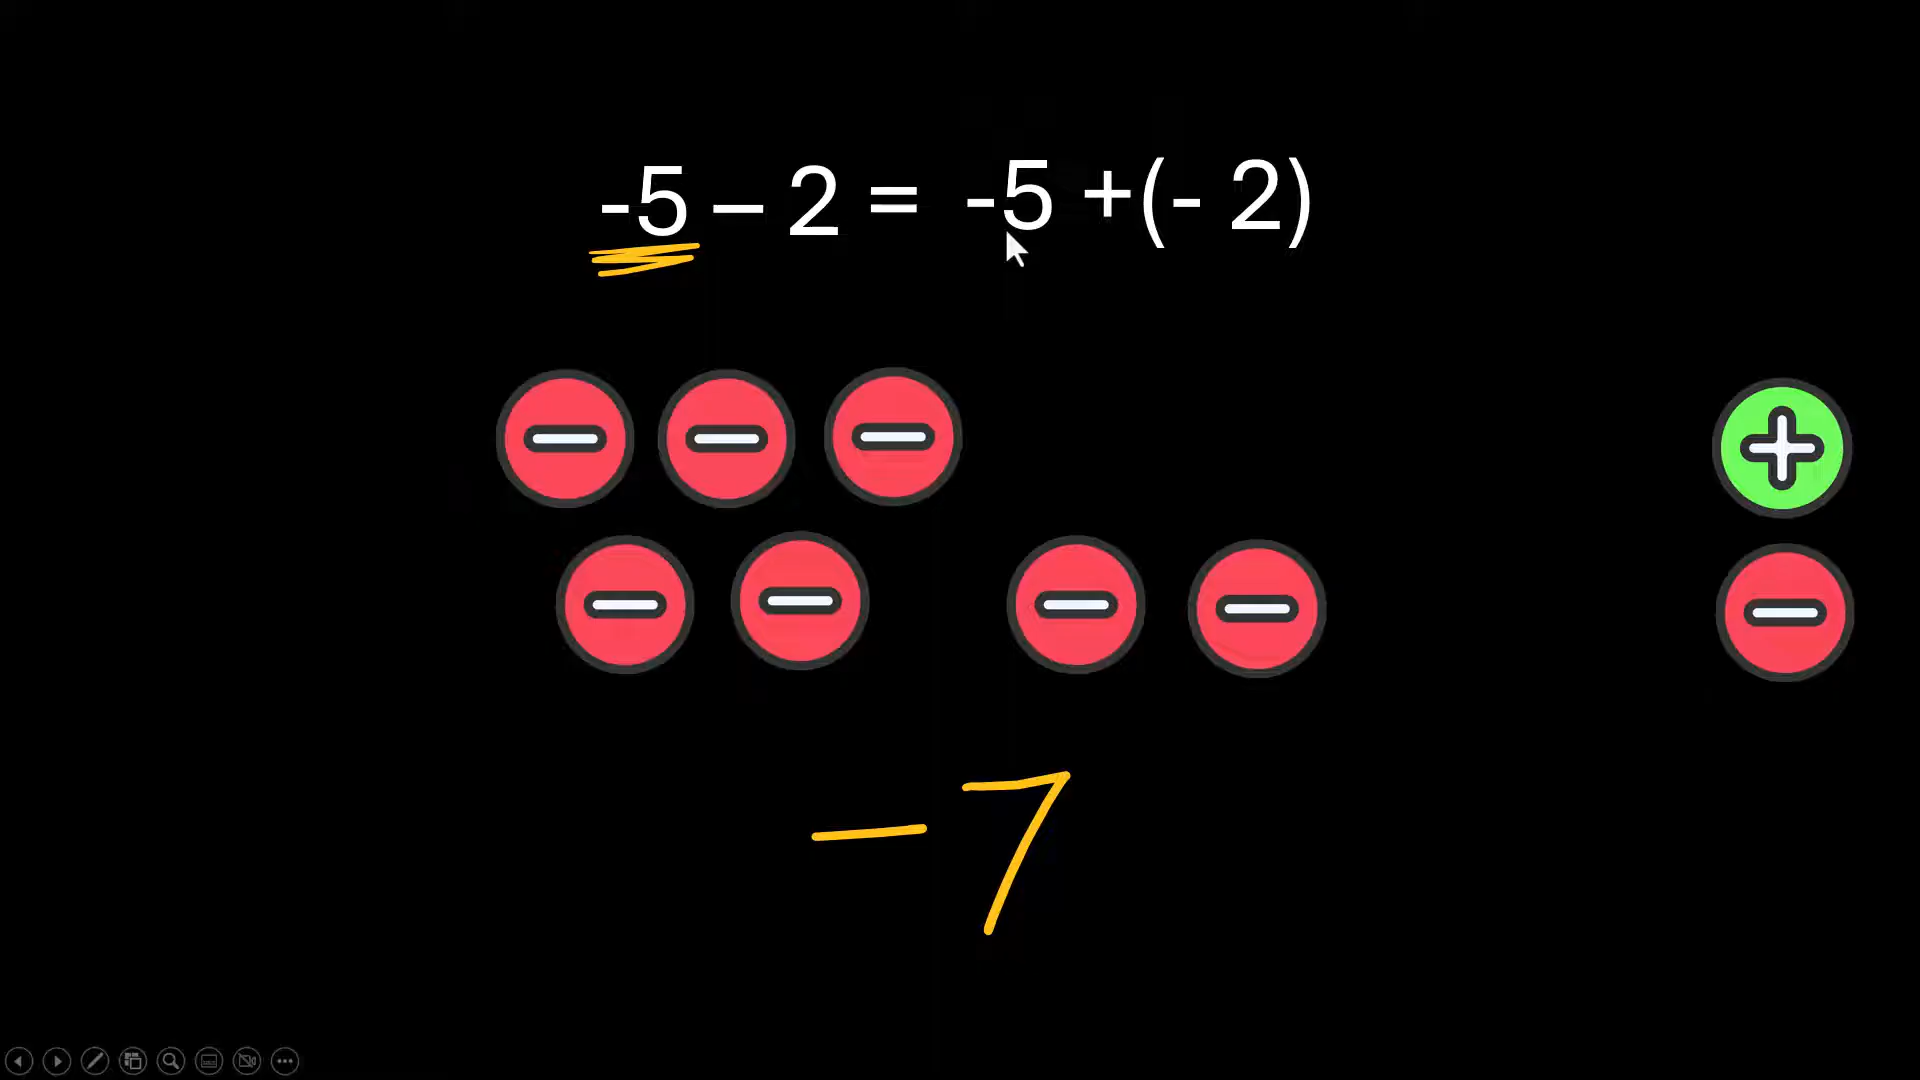 -5 – 2 = -5 +(- 2)
– 7